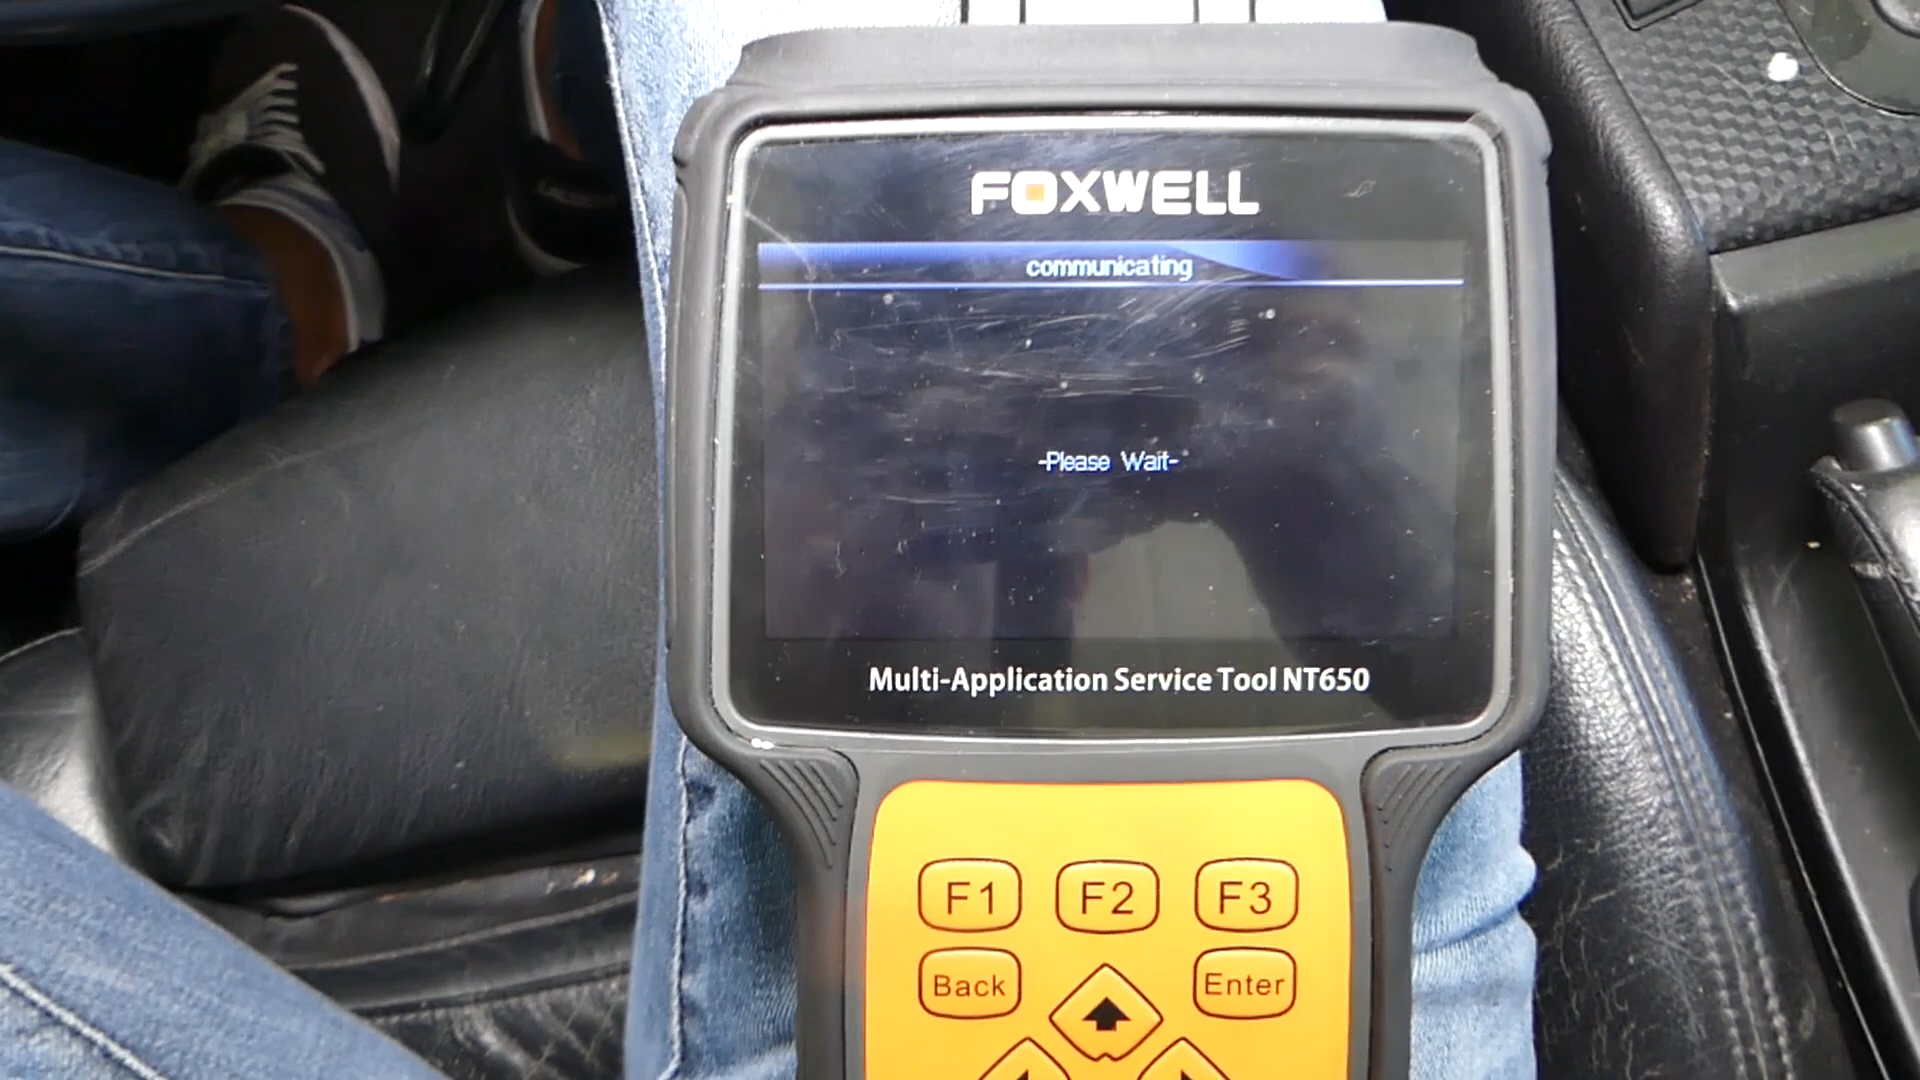 FOXWELL
communicating
-Please Wait-
Multi-Application Service Tool NT650
F1 F2 F3
Back Enter